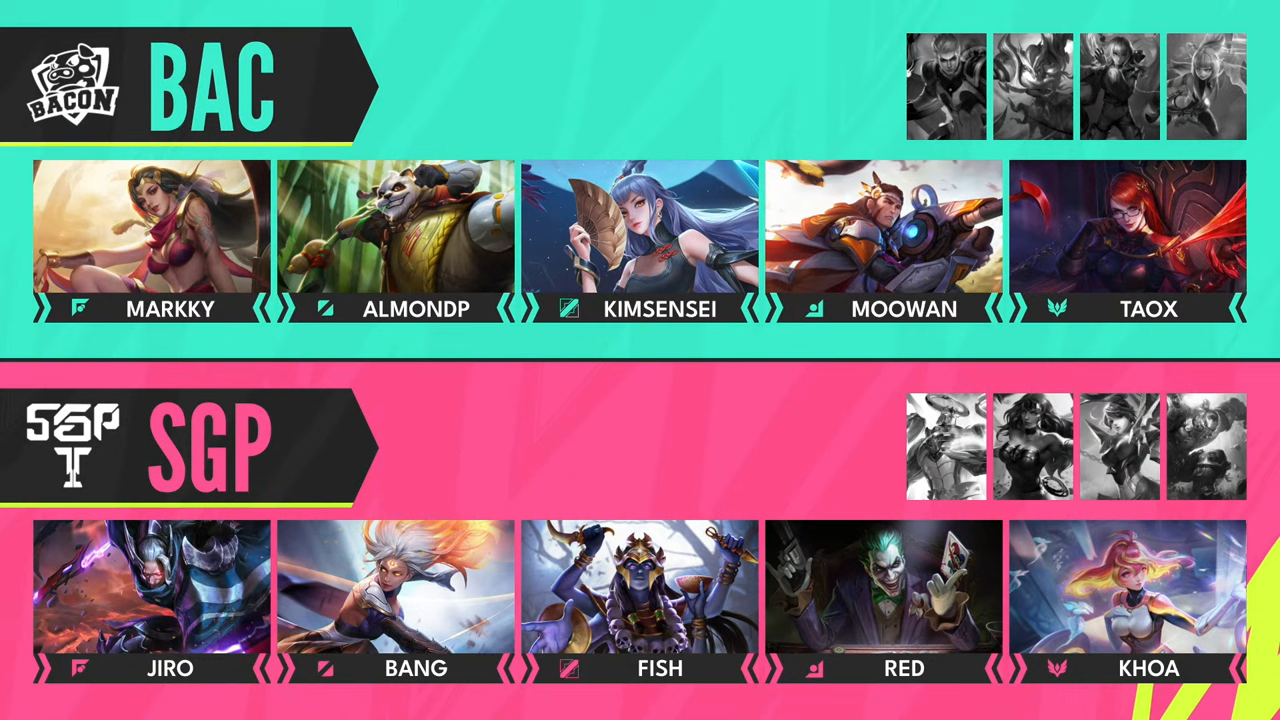 BACON
BAC
MARKKY
ALMONDP
KIMSENSEI
MOOWAN
TAOX
SGP
T
SGP
JIRO
BANG
FISH
RED
KHOA